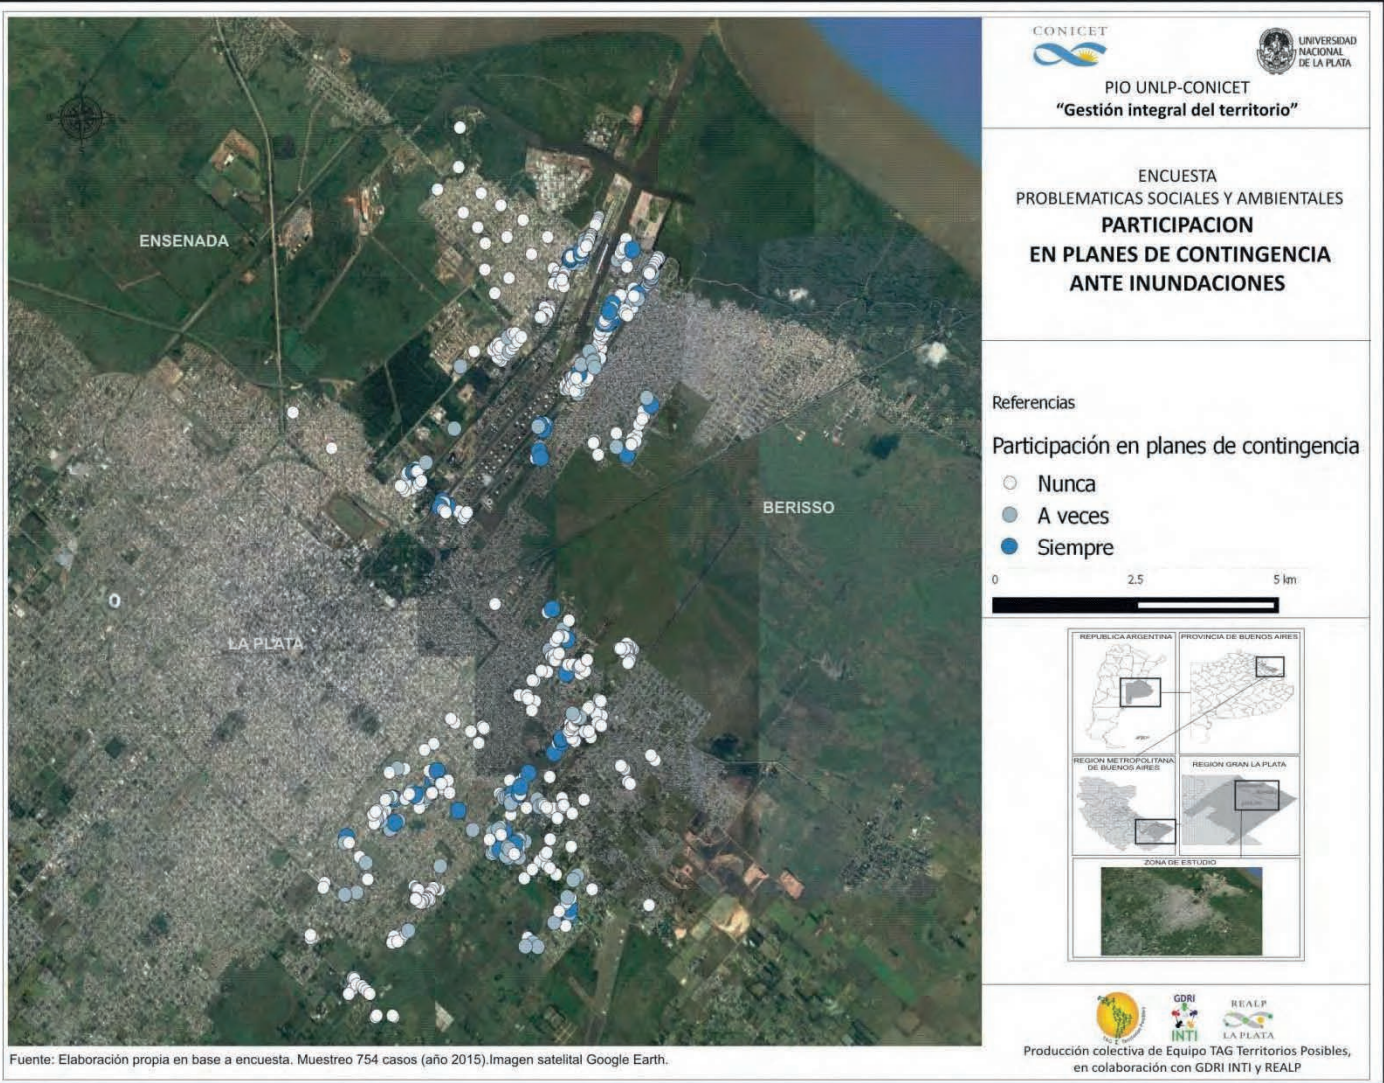 ENSENADA
BERISSO
LA PLATA
CONICET
UNIVERSIDAD
NACIONAL
DE LA PLATA
PIO UNLP-CONICET
“Gestión integral del territorio”
ENCUESTA
PROBLEMATICAS SOCIALES Y AMBIENTALES
PARTICIPACION
EN PLANES DE CONTINGENCIA
ANTE INUNDACIONES
Referencias
Participación en planes de contingencia
Nunca
A veces
Siempre
0 2.5 5 km
REPUBLICA ARGENTINA
PROVINCIA DE BUENOS AIRES
REGION METROPOLITANA
DE BUENOS AIRES
REGION GRAN LA PLATA
ZONA DE ESTUDIO
TAG Territorios Posibles
GDRI
INTI
REALP
LA PLATA
Producción colectiva de Equipo TAG Territorios Posibles,
en colaboración con GDRI INTI y REALP
Fuente: Elaboración propia en base a encuesta. Muestreo 754 casos (año 2015).Imagen satelital Google Earth.